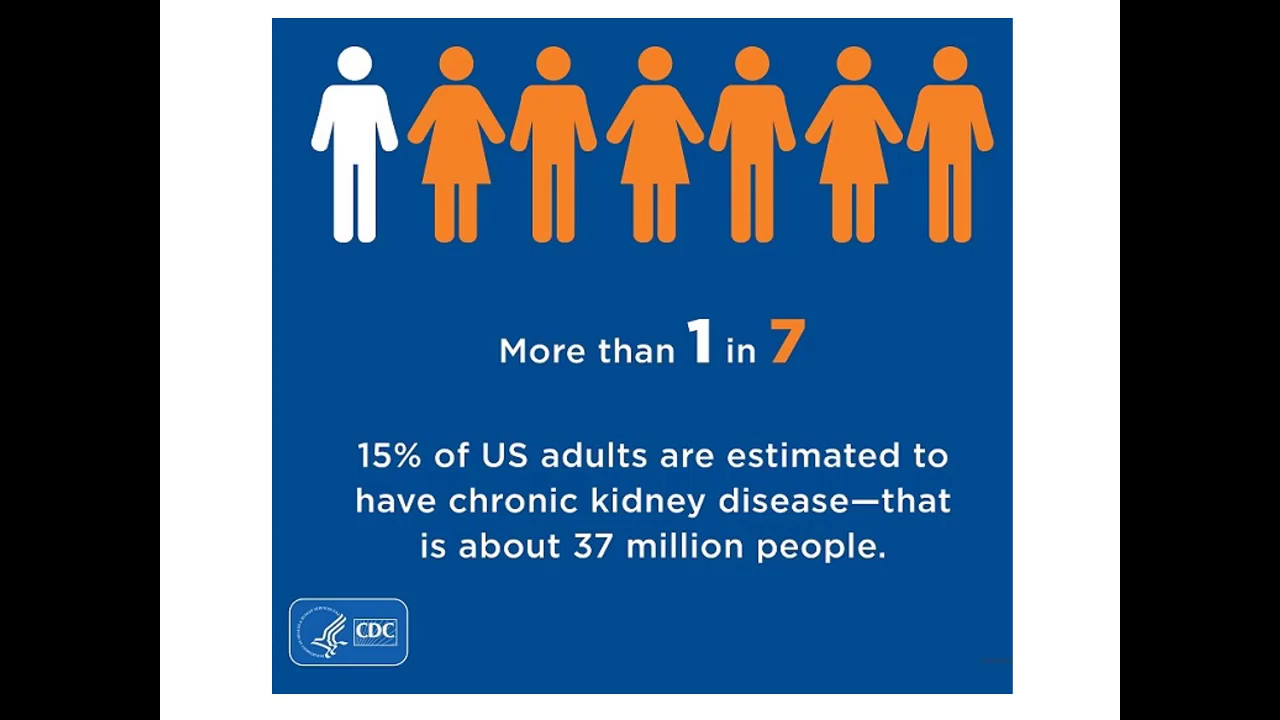 More than 1 in 7
15% of US adults are estimated to
have chronic kidney disease—that
is about 37 million people.
CDC